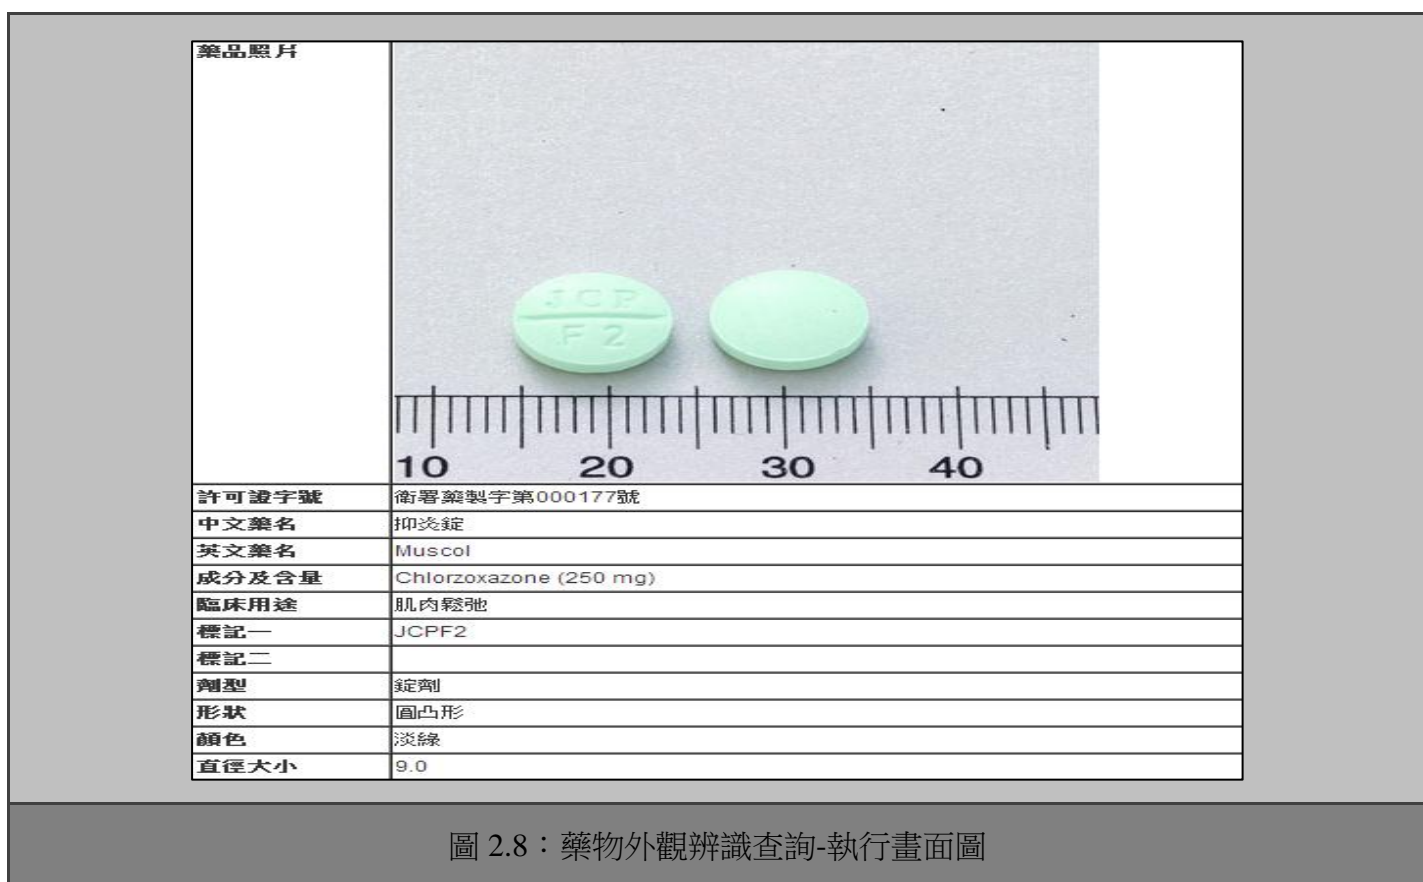 藥品照片
JCP
F 2
10 20 30 40
許可證字號 衛署藥製字第000177號
中文藥名 抑炎錠
英文藥名 Muscol
成分及含量 Chlorzoxazone (250 mg)
臨床用途 肌肉鬆弛
標記一 JCPF2
標記二
劑型 錠劑
形狀 圓凸形
顏色 淡綠
直徑大小 9.0
圖 2.8：藥物外觀辨識查詢-執行畫面圖